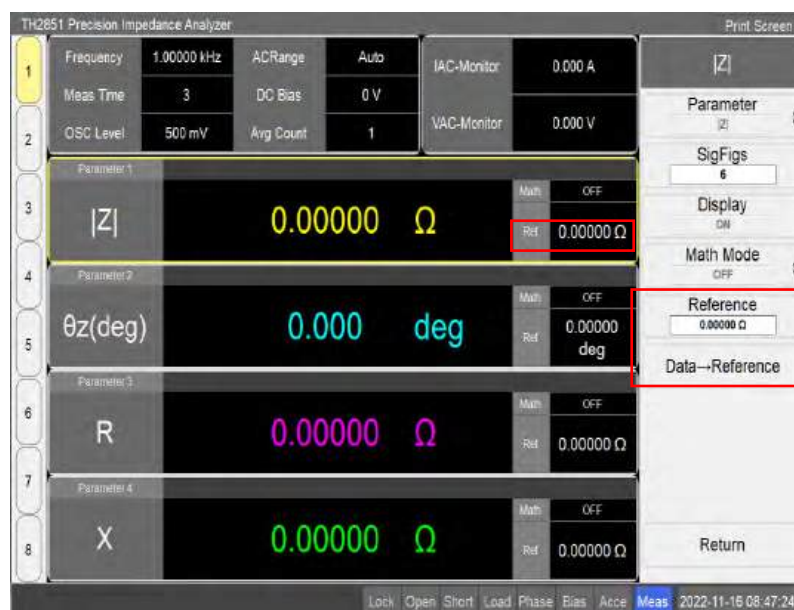 TH2851 Precision Impedance Analyzer
Print Screen
1
2
3
4
5
6
7
8
Frequency 1.00000 kHz ACRange Auto
Meas Time 3 DC Bias 0 V
OSC Level 500 mV Avg Count 1
IAC-Monitor 0.000 A
VAC-Monitor 0.000 V
Parameter 1
|Z| 0.00000 Ω
Math OFF
Ref 0.00000 Ω
Parameter 2
θz(deg) 0.000 deg
Math OFF
Ref 0.00000 deg
Parameter 3
R 0.00000 Ω
Math OFF
Ref 0.00000 Ω
Parameter 4
X 0.00000 Ω
Math OFF
Ref 0.00000 Ω
|Z|
Parameter
|Z|
SigFigs
6
Display
ON
Math Mode
OFF
Reference
0.00000 Ω
Data→Reference
Return
Lock Open Short Load Phase Bias Acce Meas 2022-11-16 08:47:24